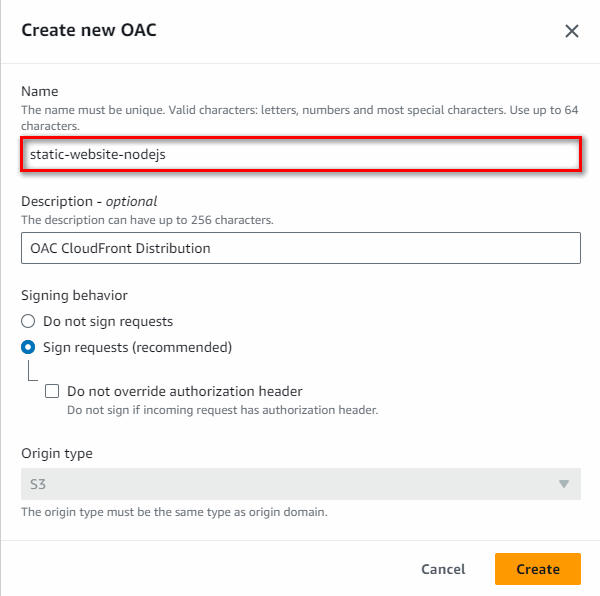 Create new OAC
Name
The name must be unique. Valid characters: letters, numbers and most special characters. Use up to 64
characters.
static-website-nodejs
Description - optional
The description can have up to 256 characters.
OAC CloudFront Distribution
Signing behavior
Do not sign requests
Sign requests (recommended)
Do not override authorization header
Do not sign if incoming request has authorization header.
Origin type
S3
The origin type must be the same type as origin domain.
Cancel
Create